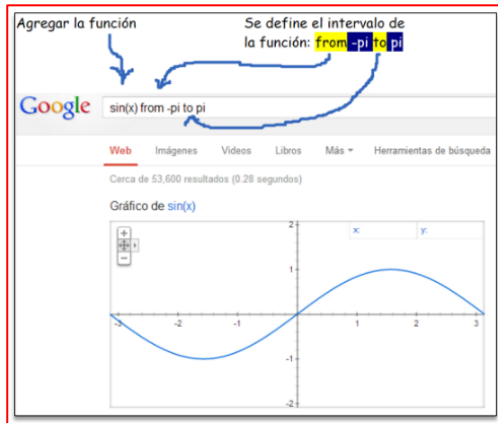 Agregar la función
Se define el intervalo de
la función: from -pi to pi
Google
sin(x) from -pi to pi
Web Imágenes Videos Libros Más Herramientas de búsqueda
Cerca de 53,600 resultados (0.28 segundos)
Gráfico de sin(x)
2
x: y:
1
-3 -2 -1 1 2 3
-1
-2